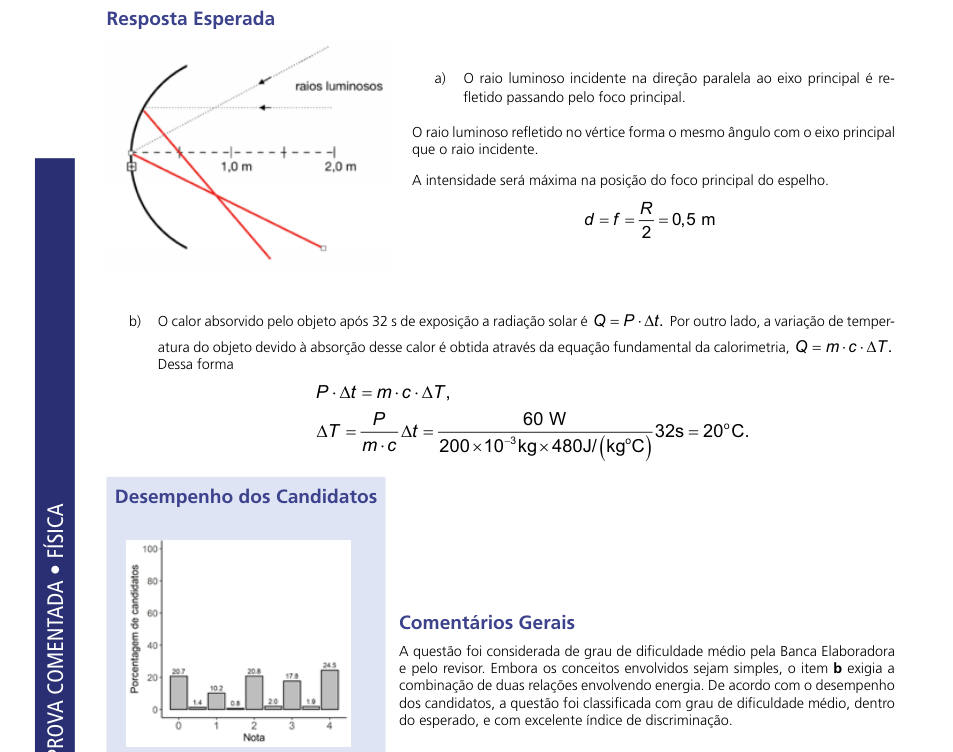 Resposta Esperada
raios luminosos
1,0 m
2,0 m
a) O raio luminoso incidente na direção paralela ao eixo principal é re-
fletido passando pelo foco principal.
O raio luminoso refletido no vértice forma o mesmo ângulo com o eixo principal
que o raio incidente.
A intensidade será máxima na posição do foco principal do espelho.
d = f = R/2 = 0,5 m
b) O calor absorvido pelo objeto após 32 s de exposição a radiação solar é Q = P · Δt. Por outro lado, a variação de temper-
atura do objeto devido à absorção desse calor é obtida através da equação fundamental da calorimetria, Q = m · c · ΔT.
Dessa forma
P · Δt = m · c · ΔT,
ΔT = P/(m · c) Δt = 60 W/(200 × 10⁻³ kg × 480J/(kgºC)) 32s = 20ºC.
PROVA COMENTADA • FÍSICA
Desempenho dos Candidatos
Porcentagem de candidatos
100
80
60
40
20
0
20.7
1.4
10.2
0.8
20.8
2.0
17.8
1.9
24.5
0 1 2 3 4
Nota
Comentários Gerais
A questão foi considerada de grau de dificuldade médio pela Banca Elaboradora
e pelo revisor. Embora os conceitos envolvidos sejam simples, o item b exigia a
combinação de duas relações envolvendo energia. De acordo com o desempenho
dos candidatos, a questão foi classificada com grau de dificuldade médio, dentro
do esperado, e com excelente índice de discriminação.